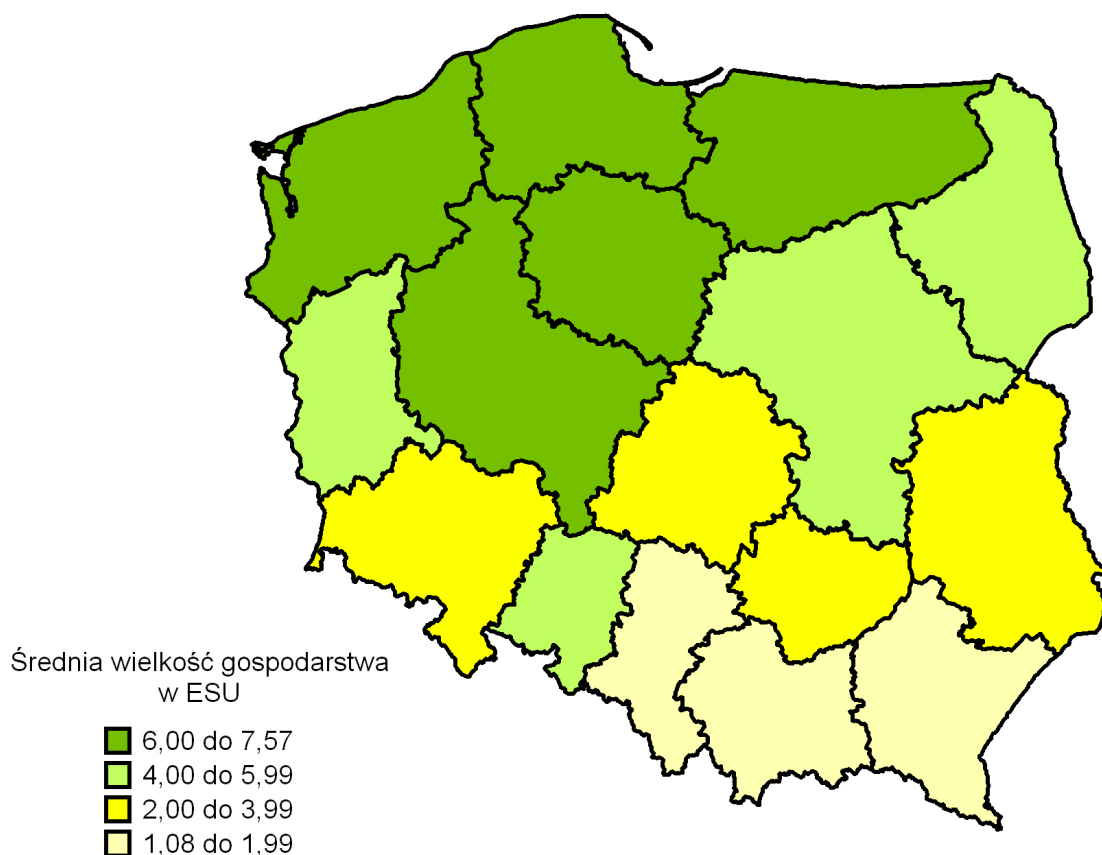 Średnia wielkość gospodarstwa
w ESU
6,00 do 7,57
4,00 do 5,99
2,00 do 3,99
1,08 do 1,99